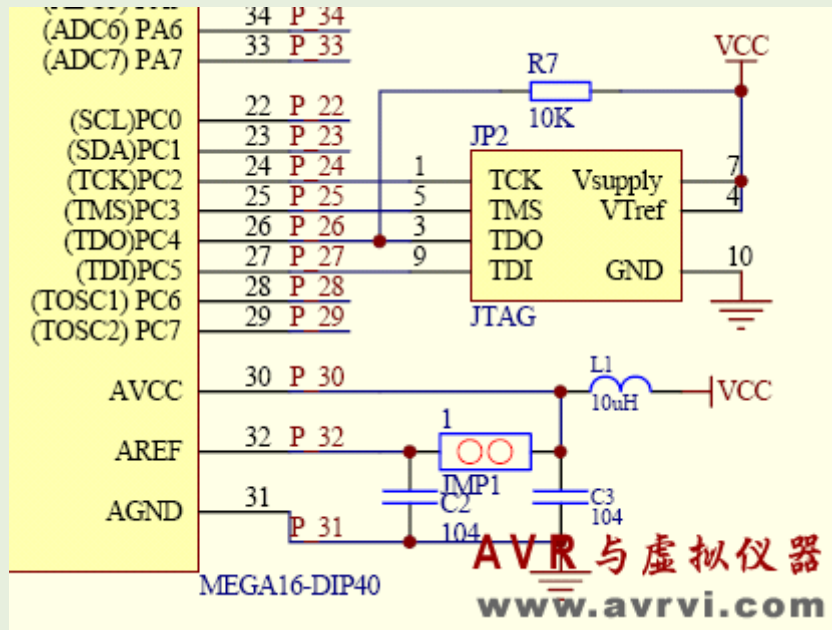 (ADC6) PA6 34 P_34
(ADC7) PA7 33 P_33
VCC
R7
10K
(SCL)PC0 22 P_22
JP2
(SDA)PC1 23 P_23
(TCK)PC2 24 P_24 1 TCK Vsupply 7
(TMS)PC3 25 P_25 5 TMS VTref 4
(TDO)PC4 26 P_26 3 TDO
(TDI)PC5 27 P_27 9 TDI GND 10
(TOSC1) PC6 28 P_28
JTAG
(TOSC2) PC7 29 P_29
L1
AVCC 30 P_30 10uH VCC
1
AREF 32 P_32
JMP1
C2 C3
AGND 31 104
P_31 104
AVR与虚拟仪器
MEGA16-DIP40
www.avrvi.com